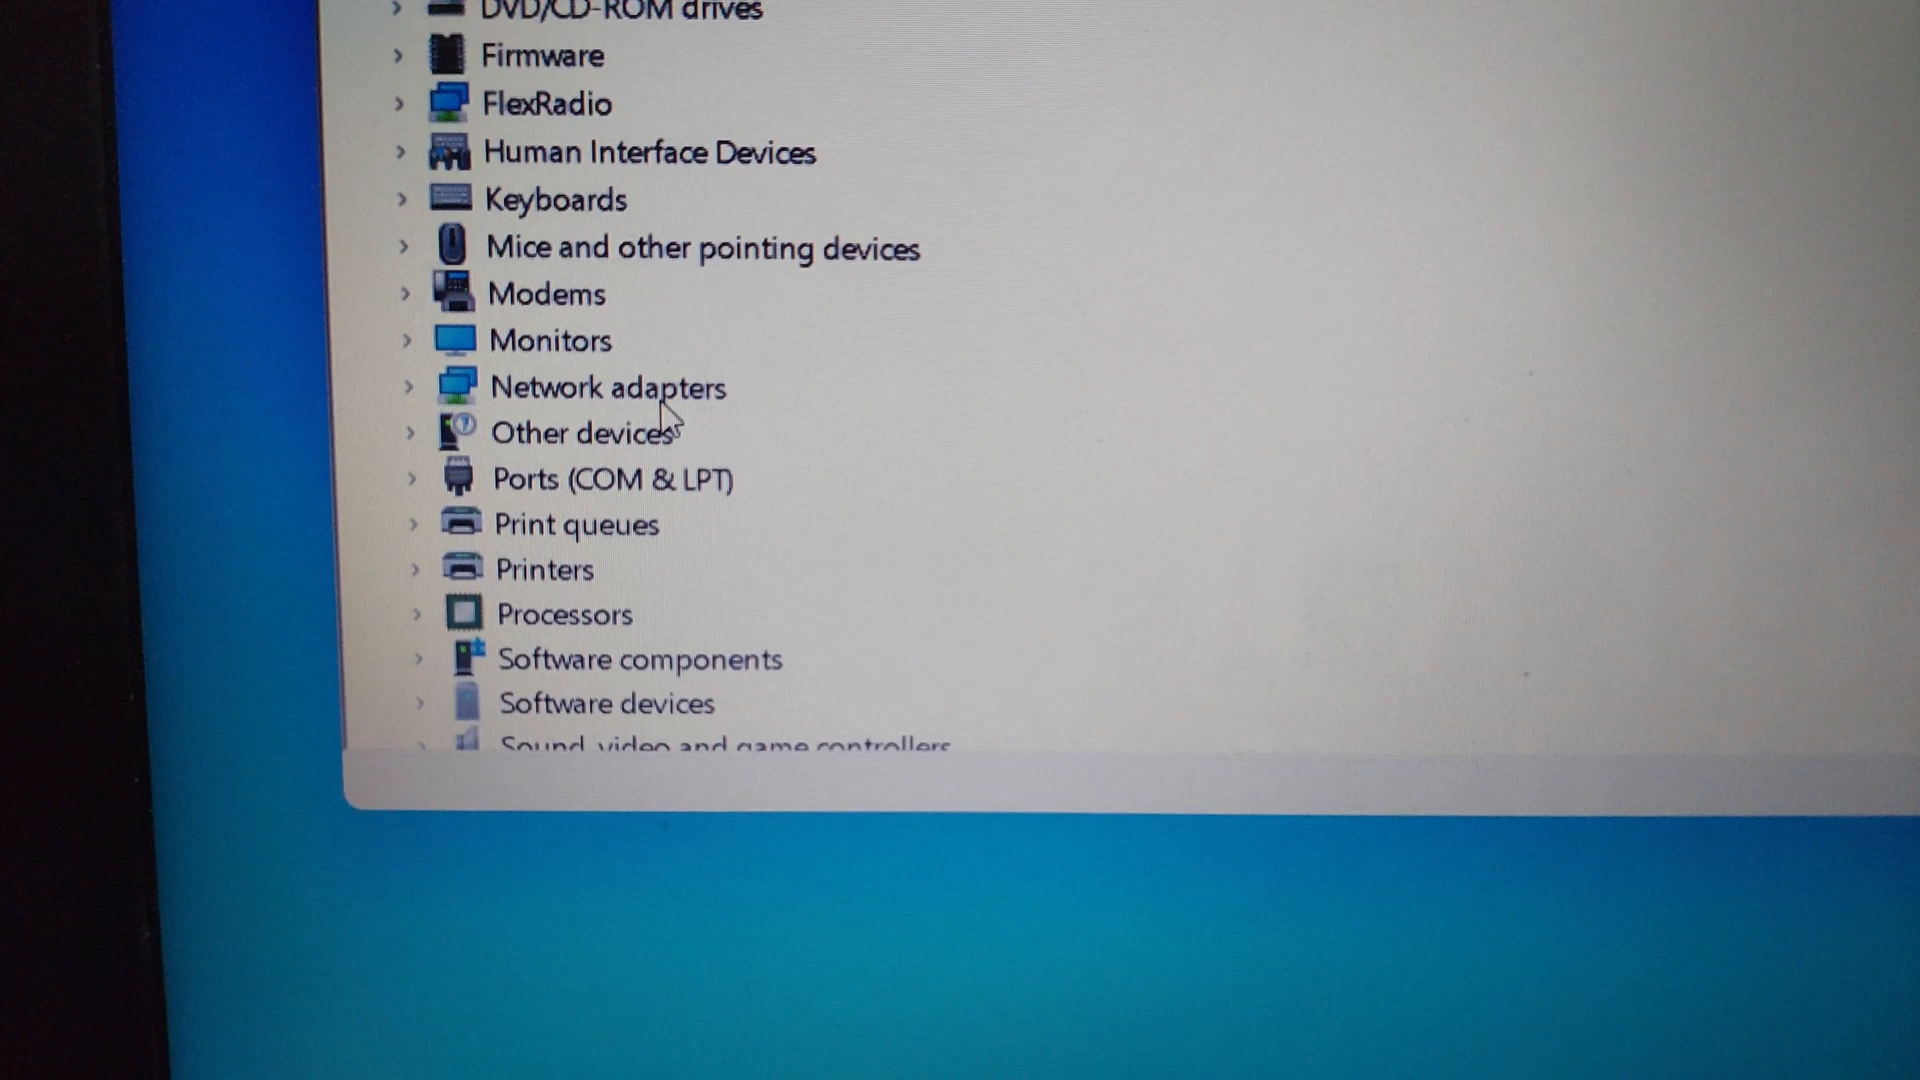 DVD/CD-ROM drives
Firmware
FlexRadio
Human Interface Devices
Keyboards
Mice and other pointing devices
Modems
Monitors
Network adapters
Other devices
Ports (COM & LPT)
Print queues
Printers
Processors
Software components
Software devices
Sound, video and game controllers